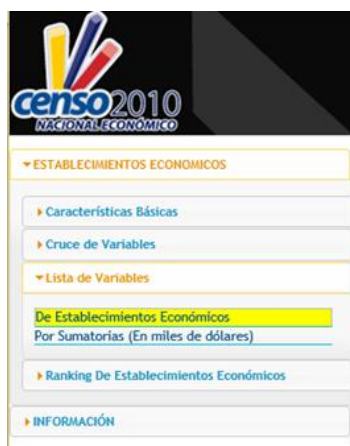 censo2010
NACIONAL ECONÓMICO
ESTABLECIMIENTOS ECONOMICOS
Características Básicas
Cruce de Variables
Lista de Variables
De Establecimientos Económicos
Por Sumatorias (En miles de dólares)
Ranking De Establecimientos Económicos
INFORMACIÓN